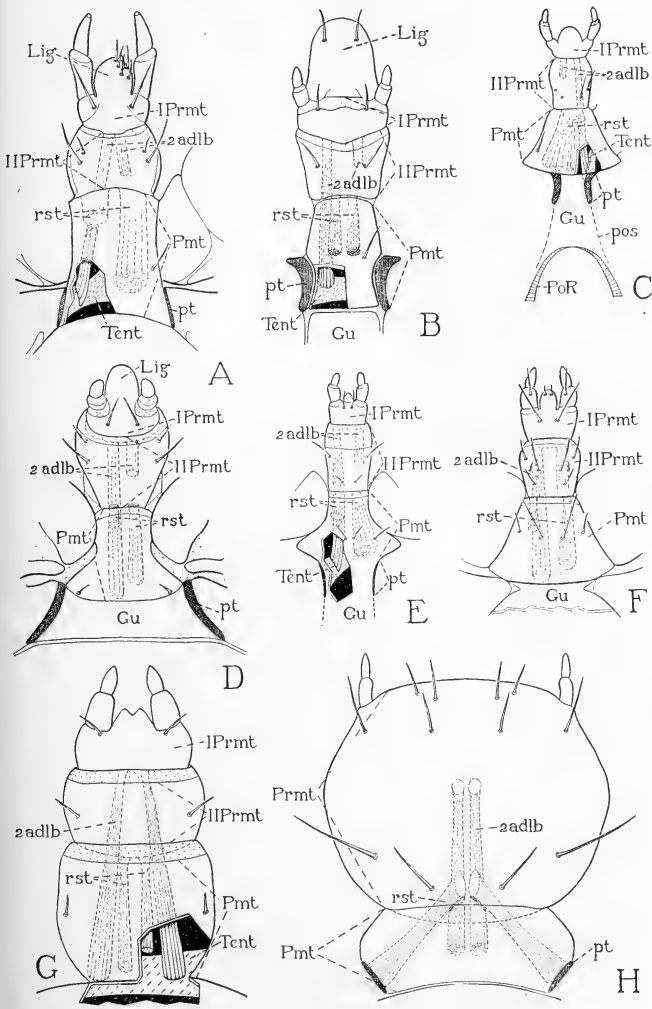 Lig
IPrmt
2adlb
IIPrmt
rst
Pmt
pt
Tent
A
Lig
IPrmt
IIPrmt
2adlb
rst
Pmt
pt
Tent
Gu
B
IPrmt
2adlb
IIPrmt
Pmt
rst
Tent
pt
Gu
pos
PoR
C
Lig
IPrmt
IIPrmt
2adlb
rst
Pmt
Gu
pt
D
IPrmt
2adlb
IIPrmt
rst
Pmt
Tent
pt
Gu
E
IPrmt
2adlb
IIPrmt
rst
Pmt
Gu
F
IPrmt
IIPrmt
2adlb
rst
Pmt
Tent
G
Prmt
2adlb
rst
Pmt
pt
H